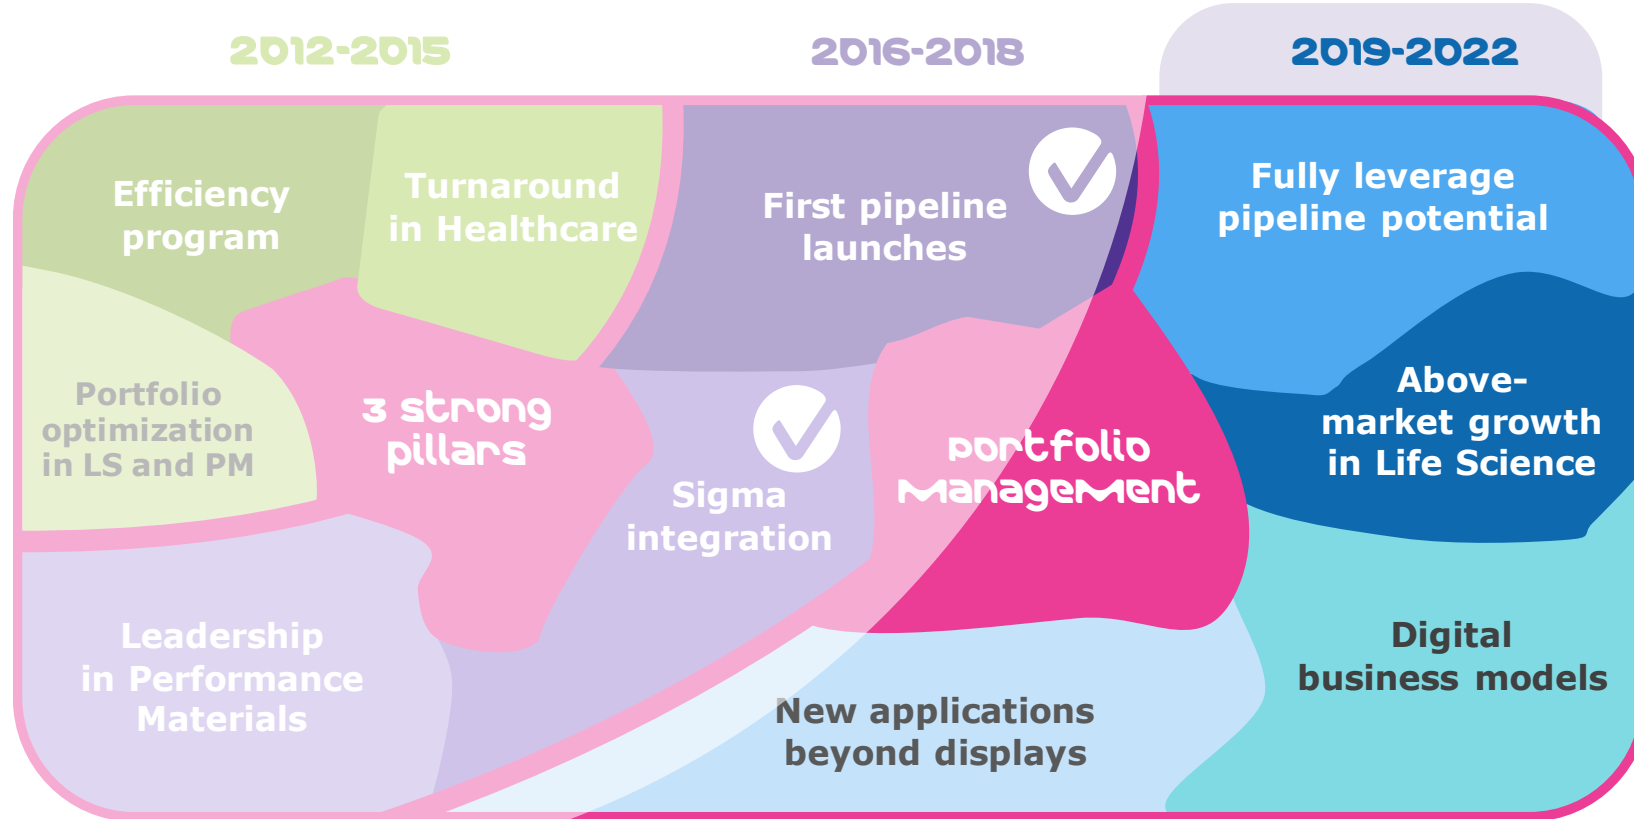 2012-2015
2016-2018
2019-2022
Efficiency
program
Turnaround
in Healthcare
First pipeline
launches
Fully leverage
pipeline potential
Portfolio
optimization
in LS and PM
3 strong
pillars
Sigma
integration
portfolio
management
Above-
market growth
in Life Science
Leadership
in Performance
Materials
New applications
beyond displays
Digital
business models